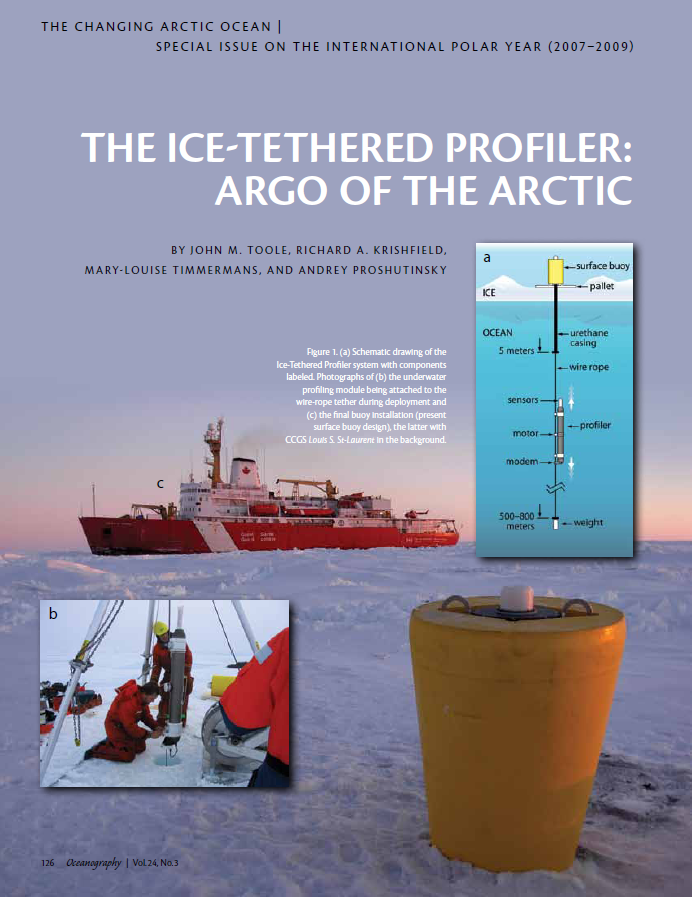 THE CHANGING ARCTIC OCEAN |
SPECIAL ISSUE ON THE INTERNATIONAL POLAR YEAR (2007–2009)
THE ICE-TETHERED PROFILER:
ARGO OF THE ARCTIC
BY JOHN M. TOOLE, RICHARD A. KRISHFIELD,
MARY-LOUISE TIMMERMANS, AND ANDREY PROSHUTINSKY
a
surface buoy
pallet
ICE
OCEAN
urethane
casing
5 meters
wire rope
sensors
profiler
motor
modem
500–800
meters
weight
Figure 1. (a) Schematic drawing of the
Ice-Tethered Profiler system with components
labeled. Photographs of (b) the underwater
profiling module being attached to the
wire-rope tether during deployment and
(c) the final buoy installation (present
surface buoy design), the latter with
CCGS Louis S. St-Laurent in the background.
c
b
126 Oceanography | Vol.24, No.3